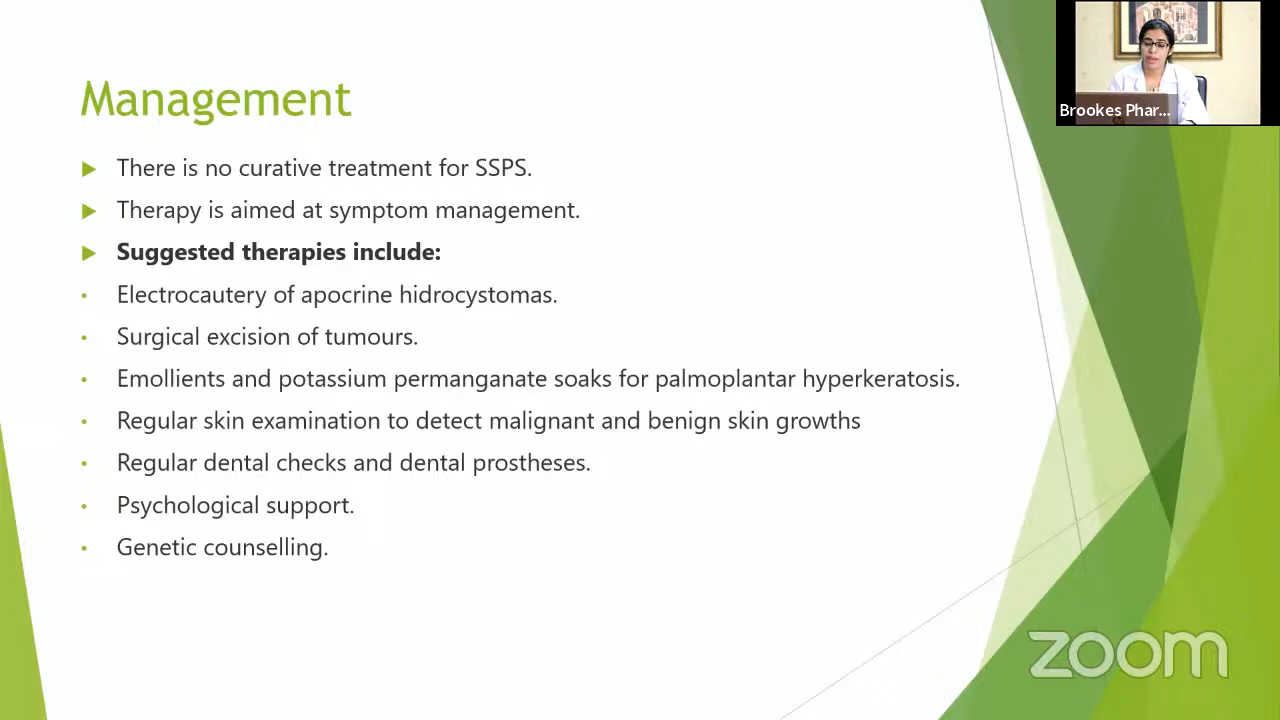 Management
There is no curative treatment for SSPS.
Therapy is aimed at symptom management.
Suggested therapies include:
Electrocautery of apocrine hidrocystomas.
Surgical excision of tumours.
Emollients and potassium permanganate soaks for palmoplantar hyperkeratosis.
Regular skin examination to detect malignant and benign skin growths
Regular dental checks and dental prostheses.
Psychological support.
Genetic counselling.
Brookes Phar...
zoom